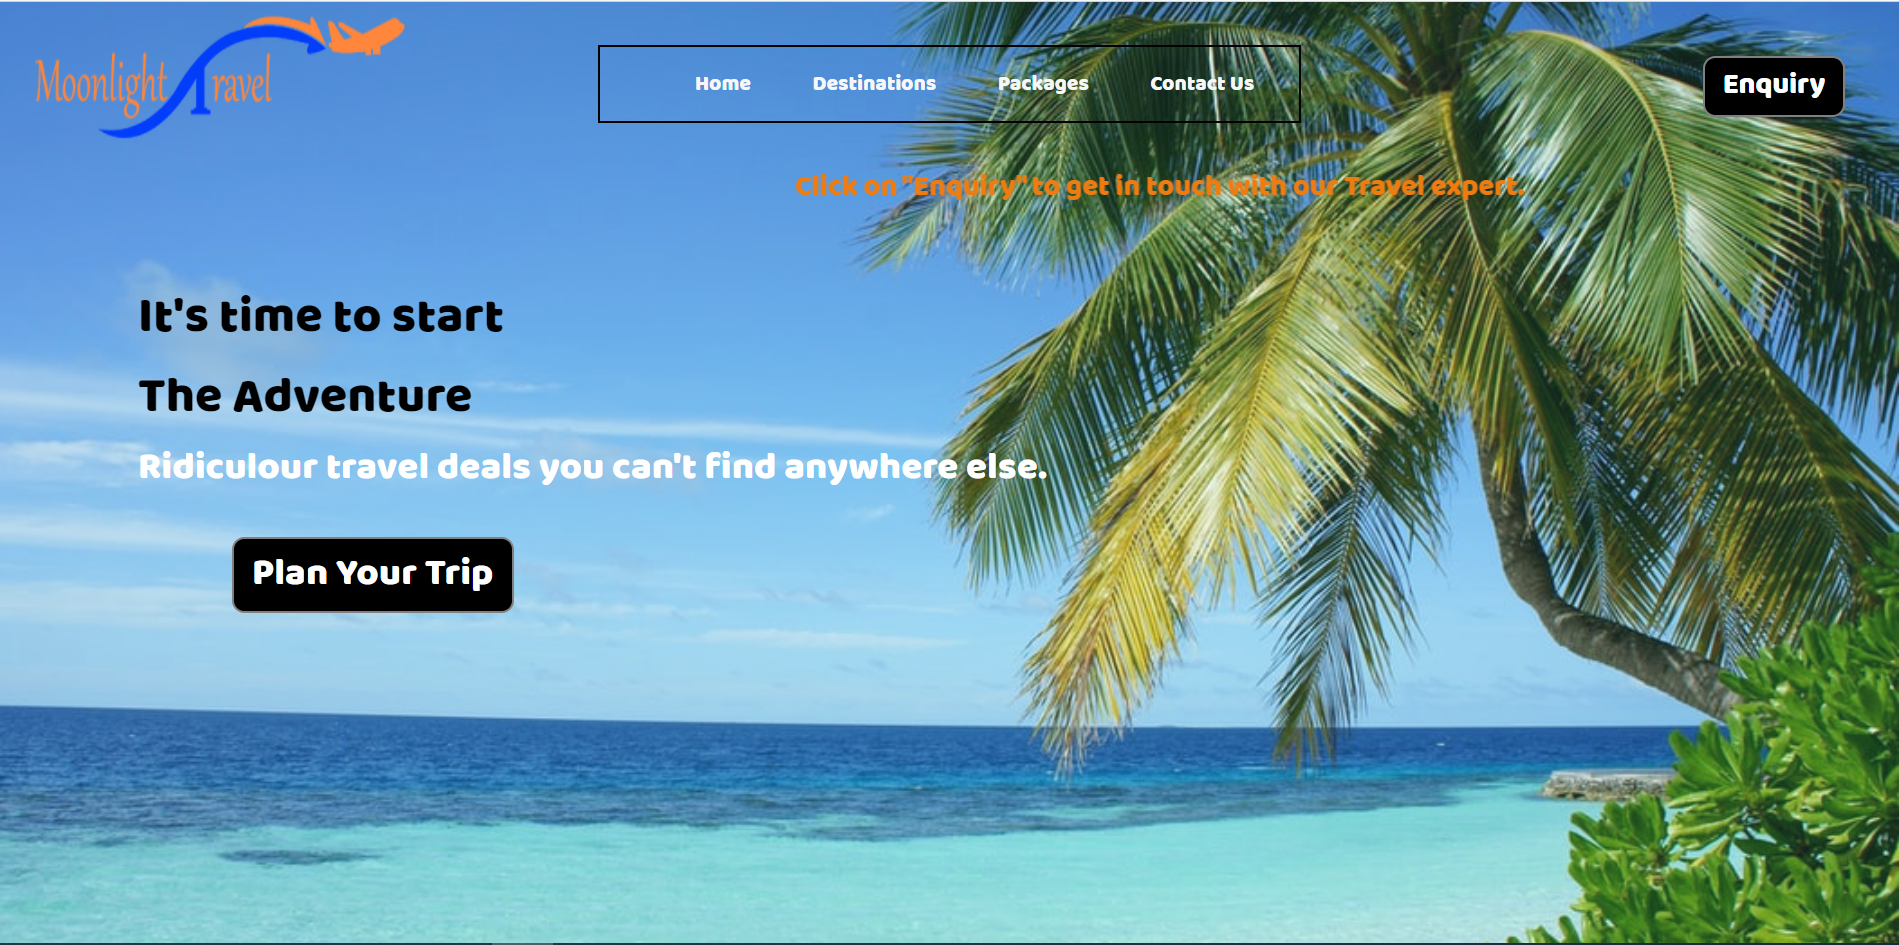 Moonlight Travel
Home Destinations Packages Contact Us
Enquiry
Click on "Enquiry" to get in touch with our Travel expert.
It's time to start
The Adventure
Ridiculour travel deals you can't find anywhere else.
Plan Your Trip